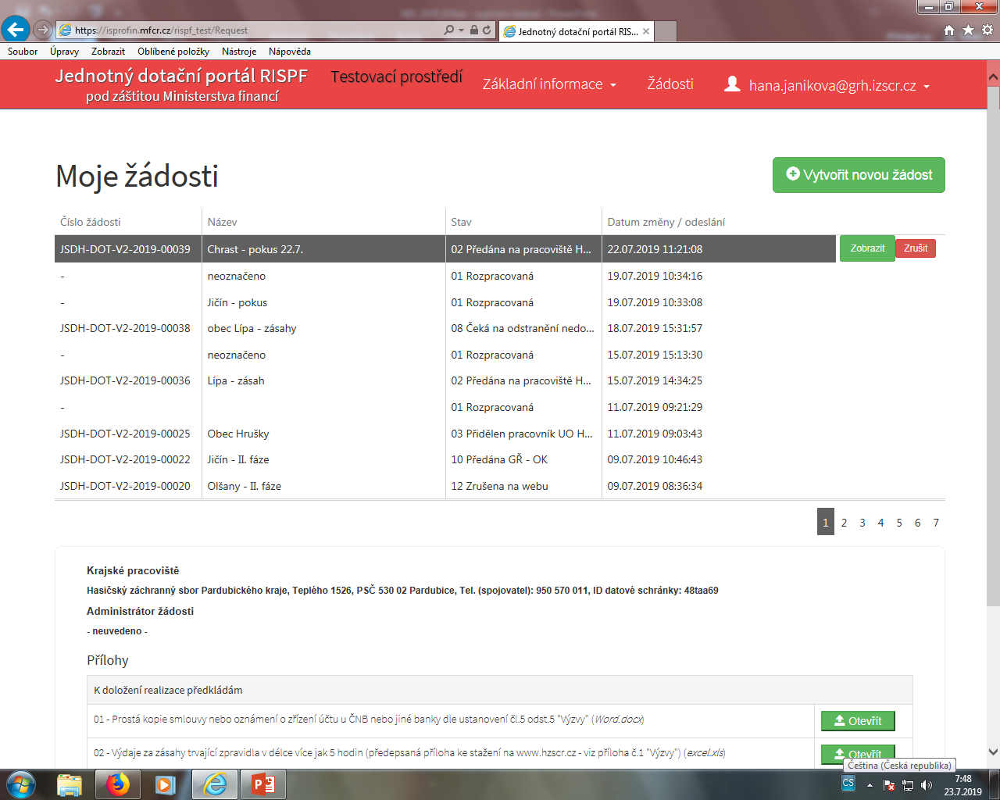 https://isprofin.mfcr.cz/rispf_test/Request
Jednotný dotační portál RIS...
Soubor Úpravy Zobrazit Oblíbené položky Nástroje Nápověda
Jednotný dotační portál RISPF
pod záštitou Ministerstva financí
Testovací prostředí
Základní informace
Žádosti
hana.janikova@grh.izscr.cz
Moje žádosti
Vytvořit novou žádost
Číslo žádosti Název Stav Datum změny / odeslání
JSDH-DOT-V2-2019-00039 Chrast - pokus 22.7. 02 Předána na pracoviště H... 22.07.2019 11:21:08 Zobrazit Zrušit
- neoznačeno 01 Rozpracovaná 19.07.2019 10:34:16
- Jičín - pokus 01 Rozpracovaná 19.07.2019 10:33:08
JSDH-DOT-V2-2019-00038 obec Lípa - zásahy 08 Čeká na odstranění nedo... 18.07.2019 15:31:57
- neoznačeno 01 Rozpracovaná 15.07.2019 15:13:30
JSDH-DOT-V2-2019-00036 Lípa - zásah 02 Předána na pracoviště H... 15.07.2019 14:34:25
- 01 Rozpracovaná 11.07.2019 09:21:29
JSDH-DOT-V2-2019-00025 Obec Hrušky 03 Přidělen pracovník UO H... 11.07.2019 09:03:43
JSDH-DOT-V2-2019-00022 Jičín - II. fáze 10 Předána GŘ - OK 09.07.2019 10:46:43
JSDH-DOT-V2-2019-00020 Olšany - II. fáze 12 Zrušena na webu 09.07.2019 08:36:34
1 2 3 4 5 6 7
Krajské pracoviště
Hasičský záchranný sbor Pardubického kraje, Teplého 1526, PSČ 530 02 Pardubice, Tel. (spojovatel): 950 570 011, ID datové schránky: 48taa69
Administrátor žádosti
- neuvedeno -
Přílohy
K doložení realizace předkládám
01 - Prostá kopie smlouvy nebo oznámení o zřízení účtu u ČNB nebo jiné banky dle ustanovení čl.5 odst.5 "Výzvy" (Word.docx) Otevřít
02 - Výdaje za zásahy trvající zpravidla v délce více jak 5 hodin (předepsaná příloha ke stažení na www.hzscr.cz - viz příloha č.1 "Výzvy") (excel.xls) Otevřít
Čeština (Česká republika)
CS
7:48
23.7.2019